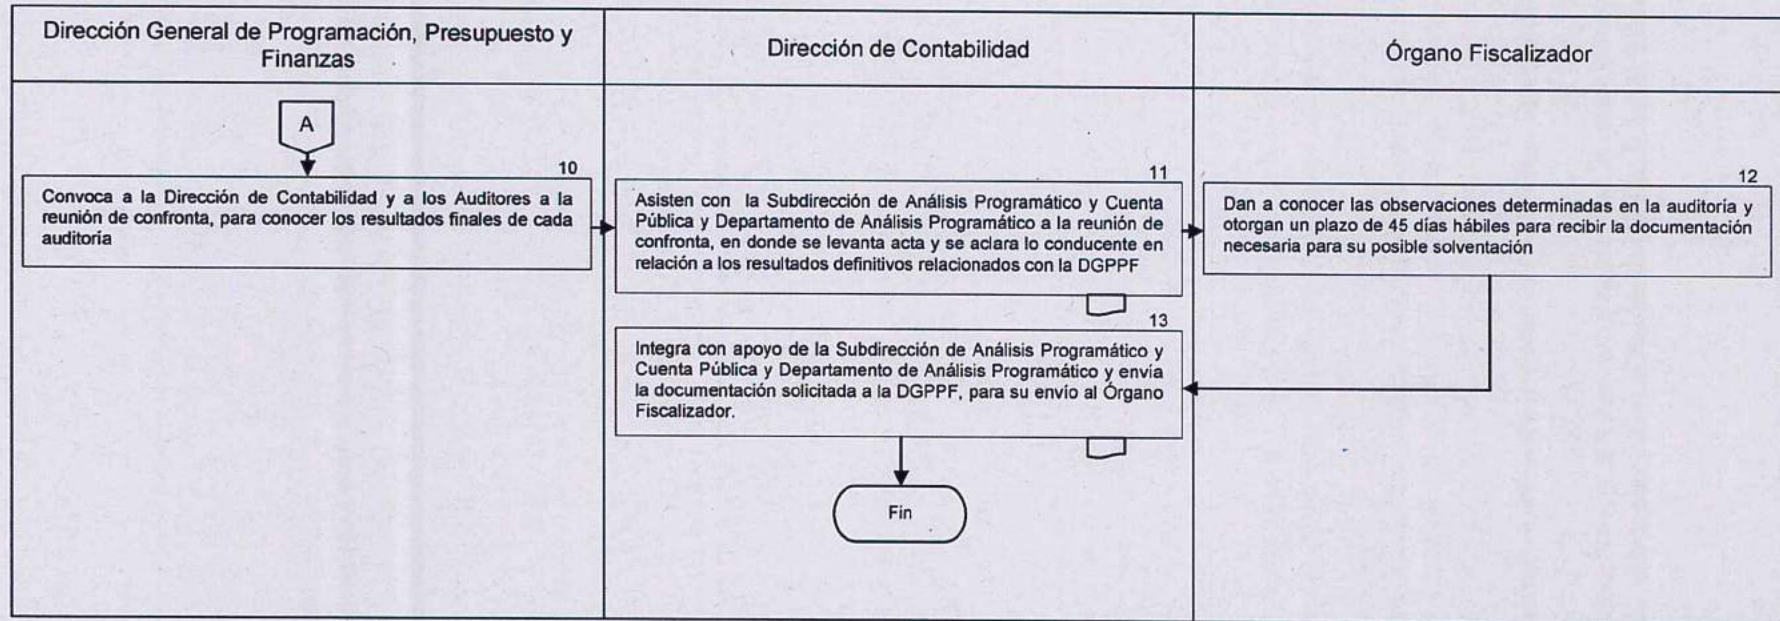 Dirección General de Programación, Presupuesto y
Finanzas
Dirección de Contabilidad
Órgano Fiscalizador
A
10
Convoca a la Dirección de Contabilidad y a los Auditores a la
reunión de confronta, para conocer los resultados finales de cada
auditoría
11
Asisten con la Subdirección de Análisis Programático y Cuenta
Pública y Departamento de Análisis Programático a la reunión de
confronta, en donde se levanta acta y se aclara lo conducente en
relación a los resultados definitivos relacionados con la DGPPF
12
Dan a conocer las observaciones determinadas en la auditoría y
otorgan un plazo de 45 días hábiles para recibir la documentación
necesaria para su posible solventación
13
Integra con apoyo de la Subdirección de Análisis Programático y
Cuenta Pública y Departamento de Análisis Programático y envía
la documentación solicitada a la DGPPF, para su envío al Órgano
Fiscalizador.
Fin